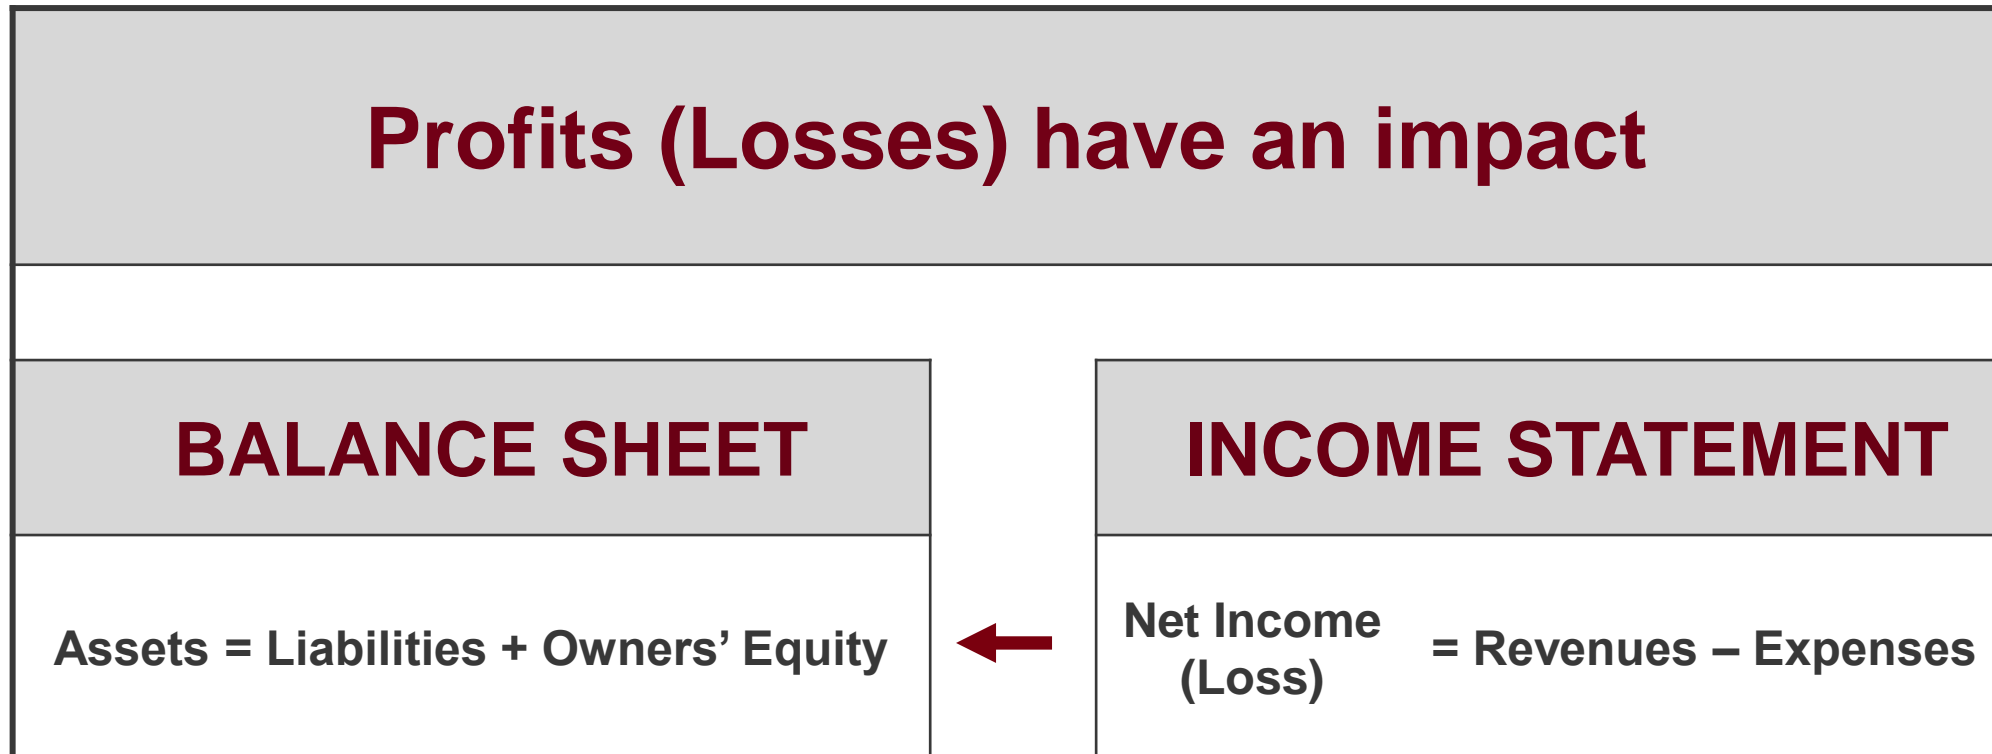 Profits (Losses) have an impact
BALANCE SHEET
INCOME STATEMENT
Assets = Liabilities + Owners’ Equity
Net Income
(Loss)
= Revenues – Expenses